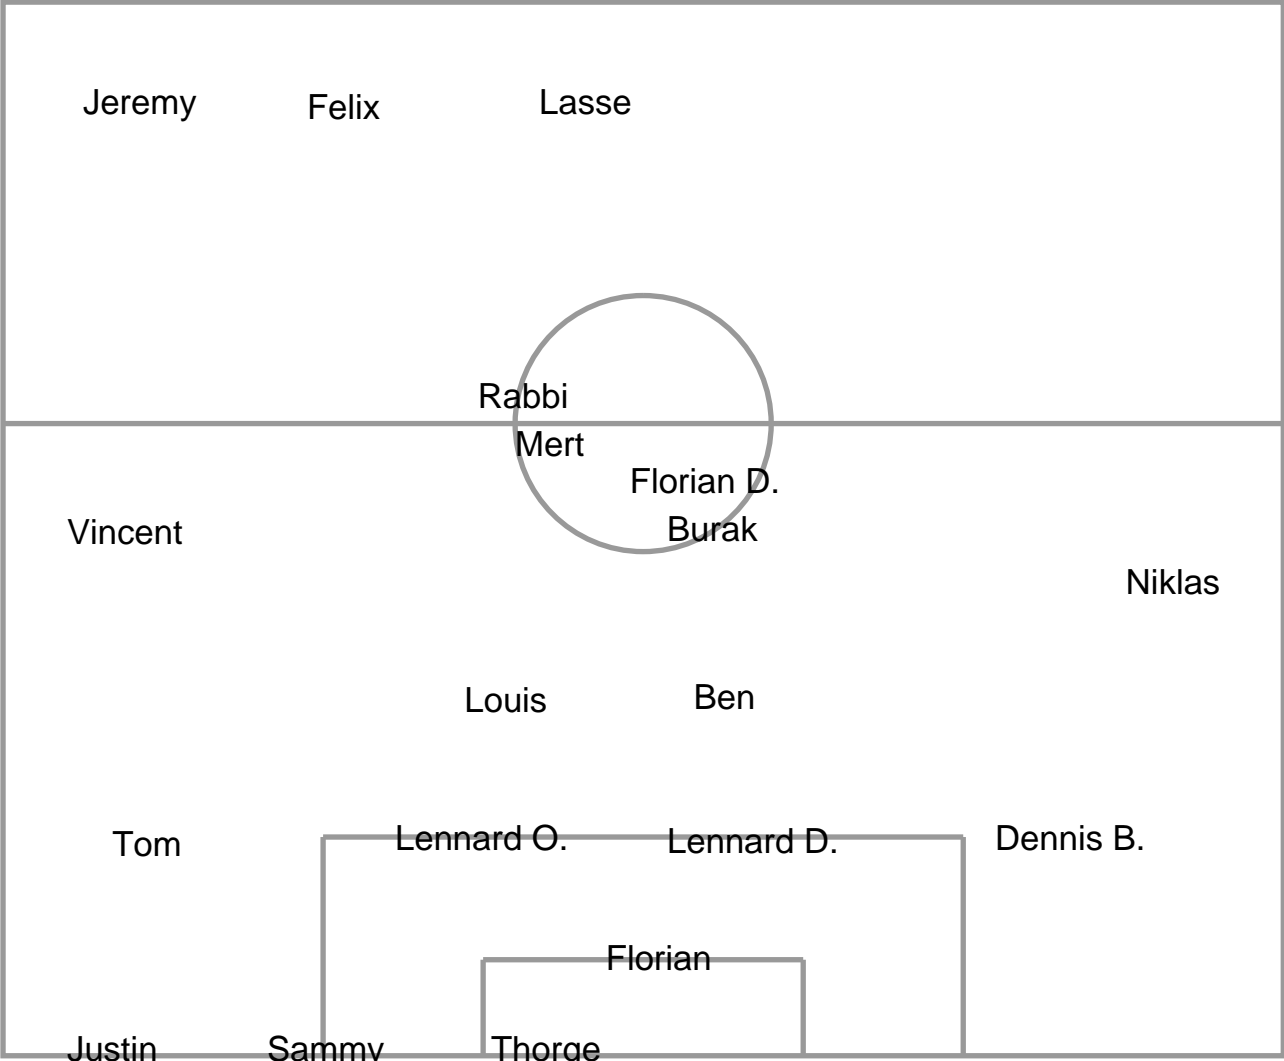 Jeremy Felix Lasse
Rabbi
Mert
Florian D.
Vincent Burak
Niklas
Louis Ben
Tom Lennard O. Lennard D. Dennis B.
Florian
Justin Sammy Thorge